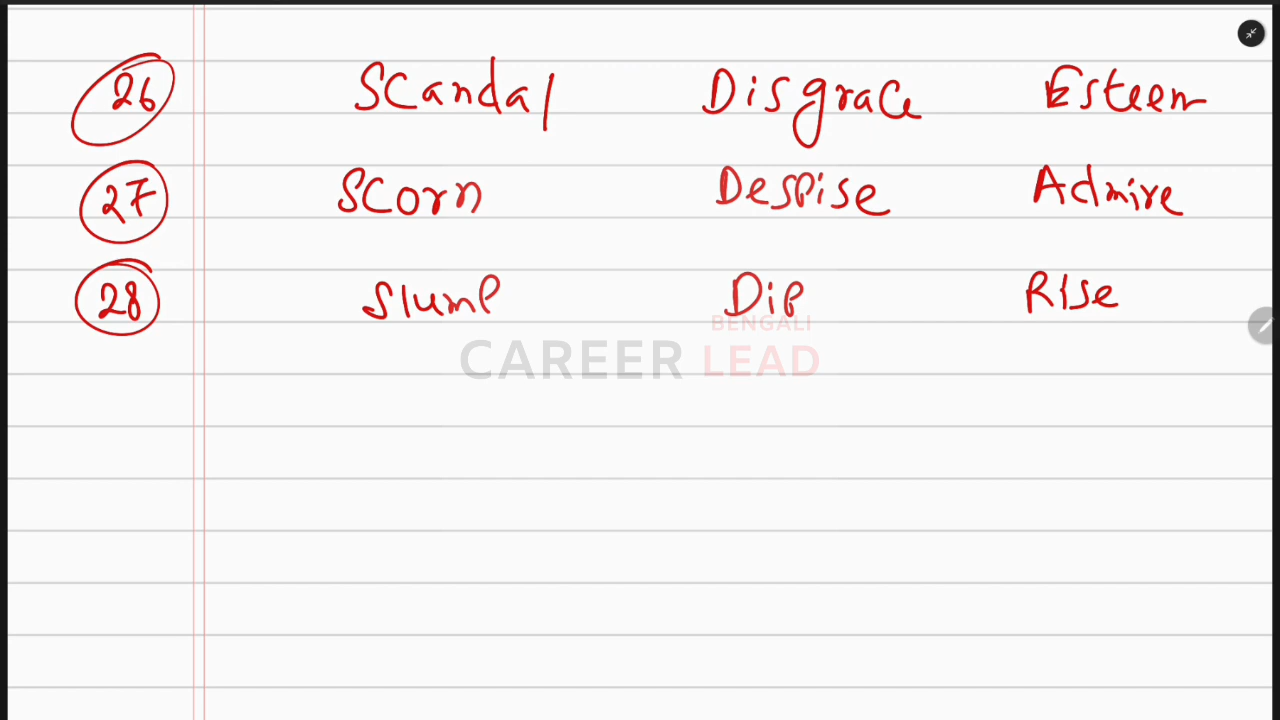 26 Scandal Disgrace Esteem
27 Scorn Despise Admire
28 Slump Dip Rise
BENGALI
CAREER LEAD